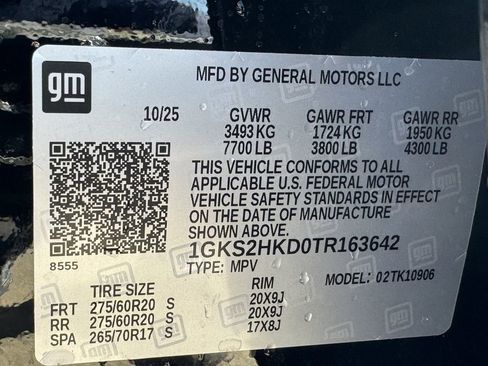 gm
MFD BY GENERAL MOTORS LLC
10/25 GVWR GAWR FRT GAWR RR
3493 KG 1724 KG 1950 KG
7700 LB 3800 LB 4300 LB
THIS VEHICLE CONFORMS TO ALL
APPLICABLE U.S. FEDERAL MOTOR
VEHICLE SAFETY STANDARDS IN EFFECT
ON THE DATE OF MANUFACTURE
SHOWN ABOVE.
1GKS2HKD0TR163642
8555 TYPE: MPV MODEL: 02TK10906
TIRE SIZE RIM
FRT 275/60R20 S 20X9J
RR 275/60R20 S 20X9J
SPA 265/70R17 17X8J